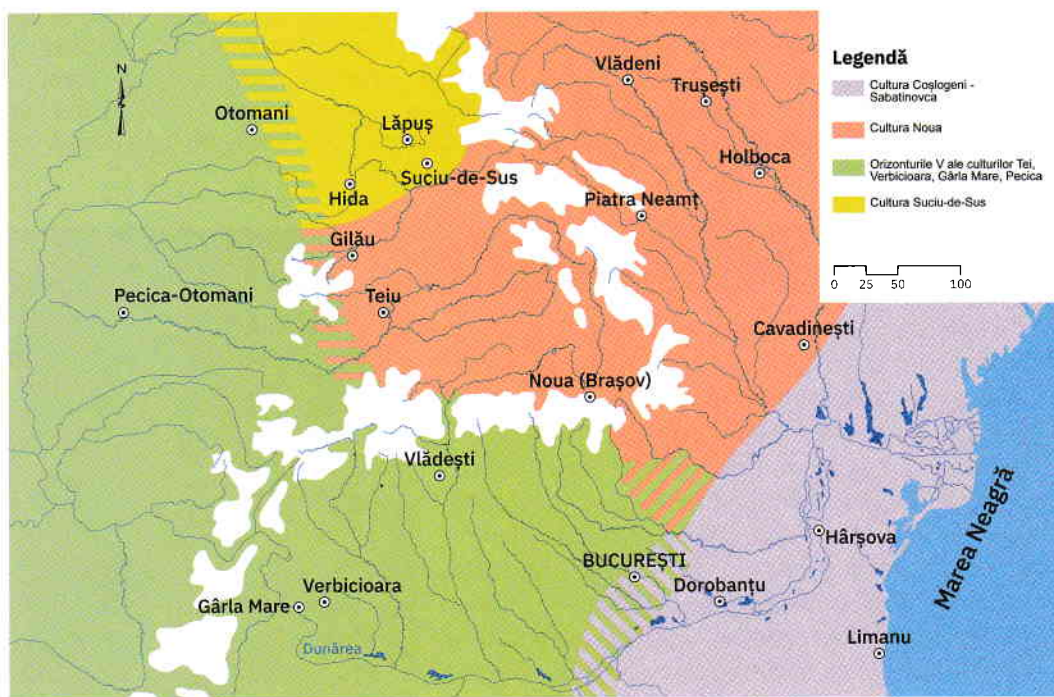 Legendă
Cultura Coșlogeni -
Sabatinovca
Cultura Noua
Orizonturile V ale culturilor Tei,
Verbicioara, Gârla Mare, Pecica
Cultura Suciu-de-Sus
0 25 50 100
N
Vlădeni
Trușești
Otomani
Lăpuș
Holboca
Suciu-de-Sus
Hida
Piatra Neamț
Gilău
Pecica-Otomani
Teiu
Cavadinești
Noua (Brașov)
Vlădești
Hârșova
Marea Neagră
BUCUREȘTI
Dorobanțu
Verbicioara
Gârla Mare
Limanu
Dunărea